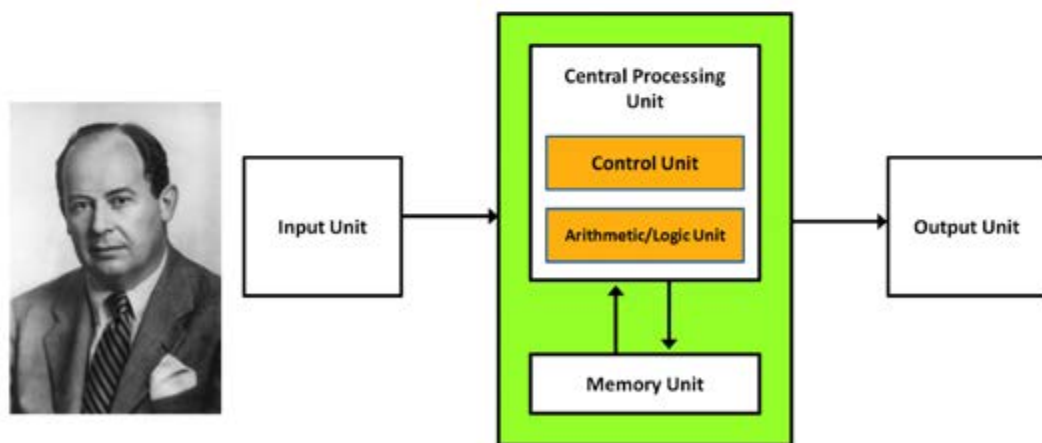 Central Processing
Unit
Control Unit
Input Unit
Arithmetic/Logic Unit
Output Unit
Memory Unit